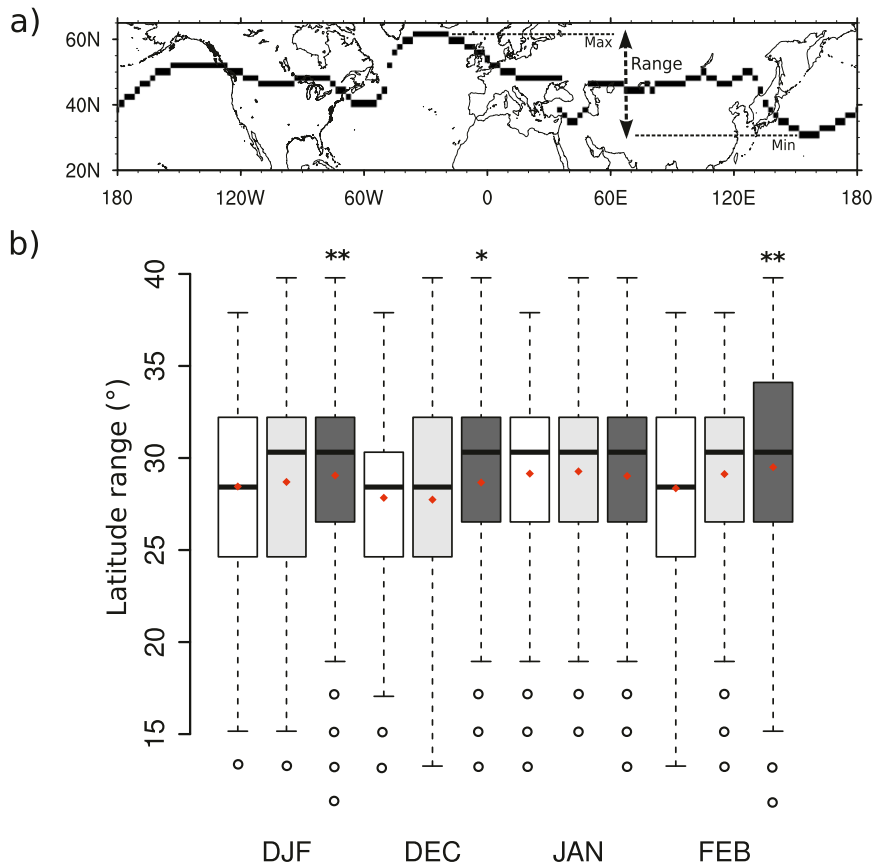 a)
60N
40N
20N
Max
Range
Min
180 120W 60W 0 60E 120E 180
b)
** * **
Latitude range (°)
40
35
30
25
20
15
DJF DEC JAN FEB